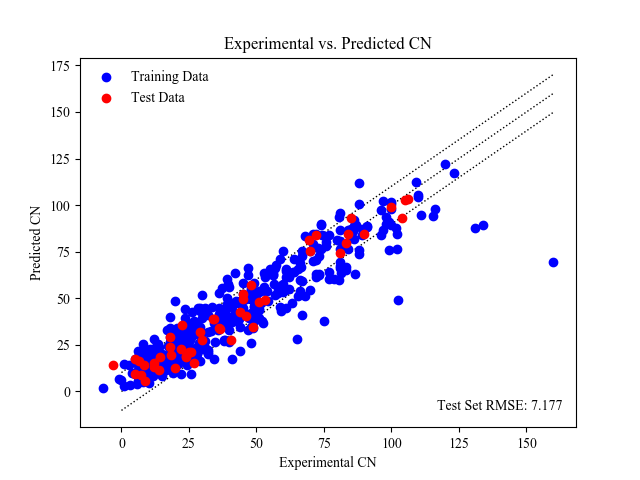 Experimental vs. Predicted CN
Training Data
Test Data
175
150
125
100
75
50
25
0
Predicted CN
Test Set RMSE: 7.177
0
25
50
75
100
125
150
Experimental CN